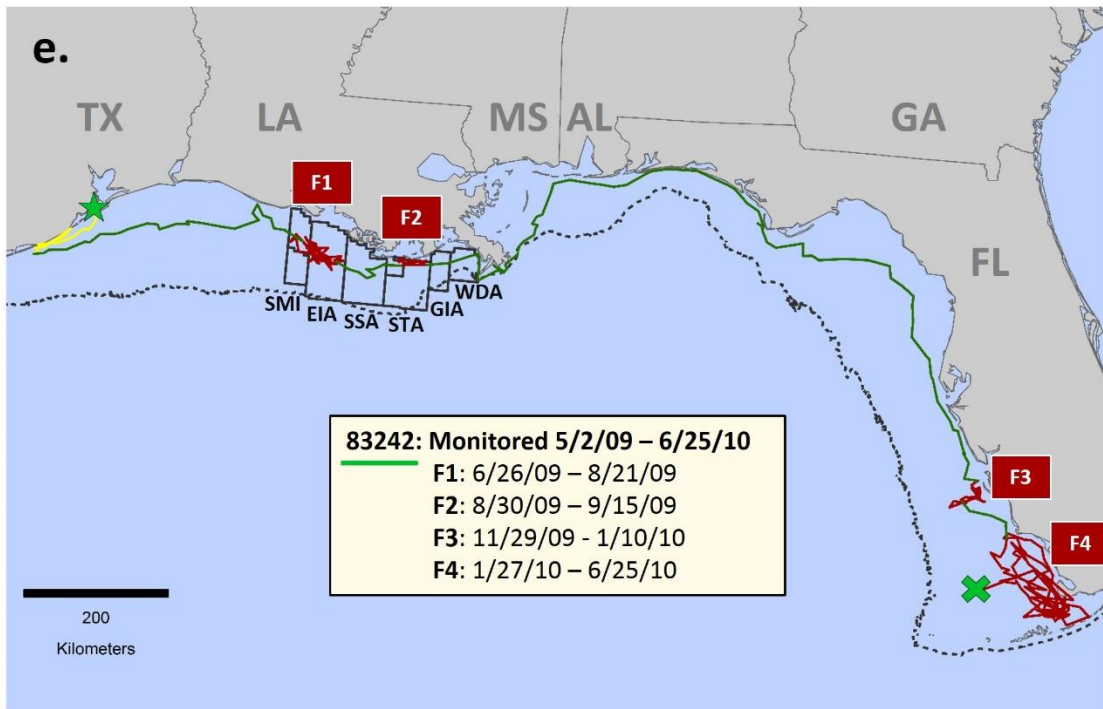 e.
TX
LA
MS
AL
GA
F1
F2
FL
SMI
EIA
SSA
STA
GIA
WDA
83242: Monitored 5/2/09 – 6/25/10
F1: 6/26/09 – 8/21/09
F2: 8/30/09 – 9/15/09
F3: 11/29/09 - 1/10/10
F4: 1/27/10 – 6/25/10
F3
F4
200
Kilometers